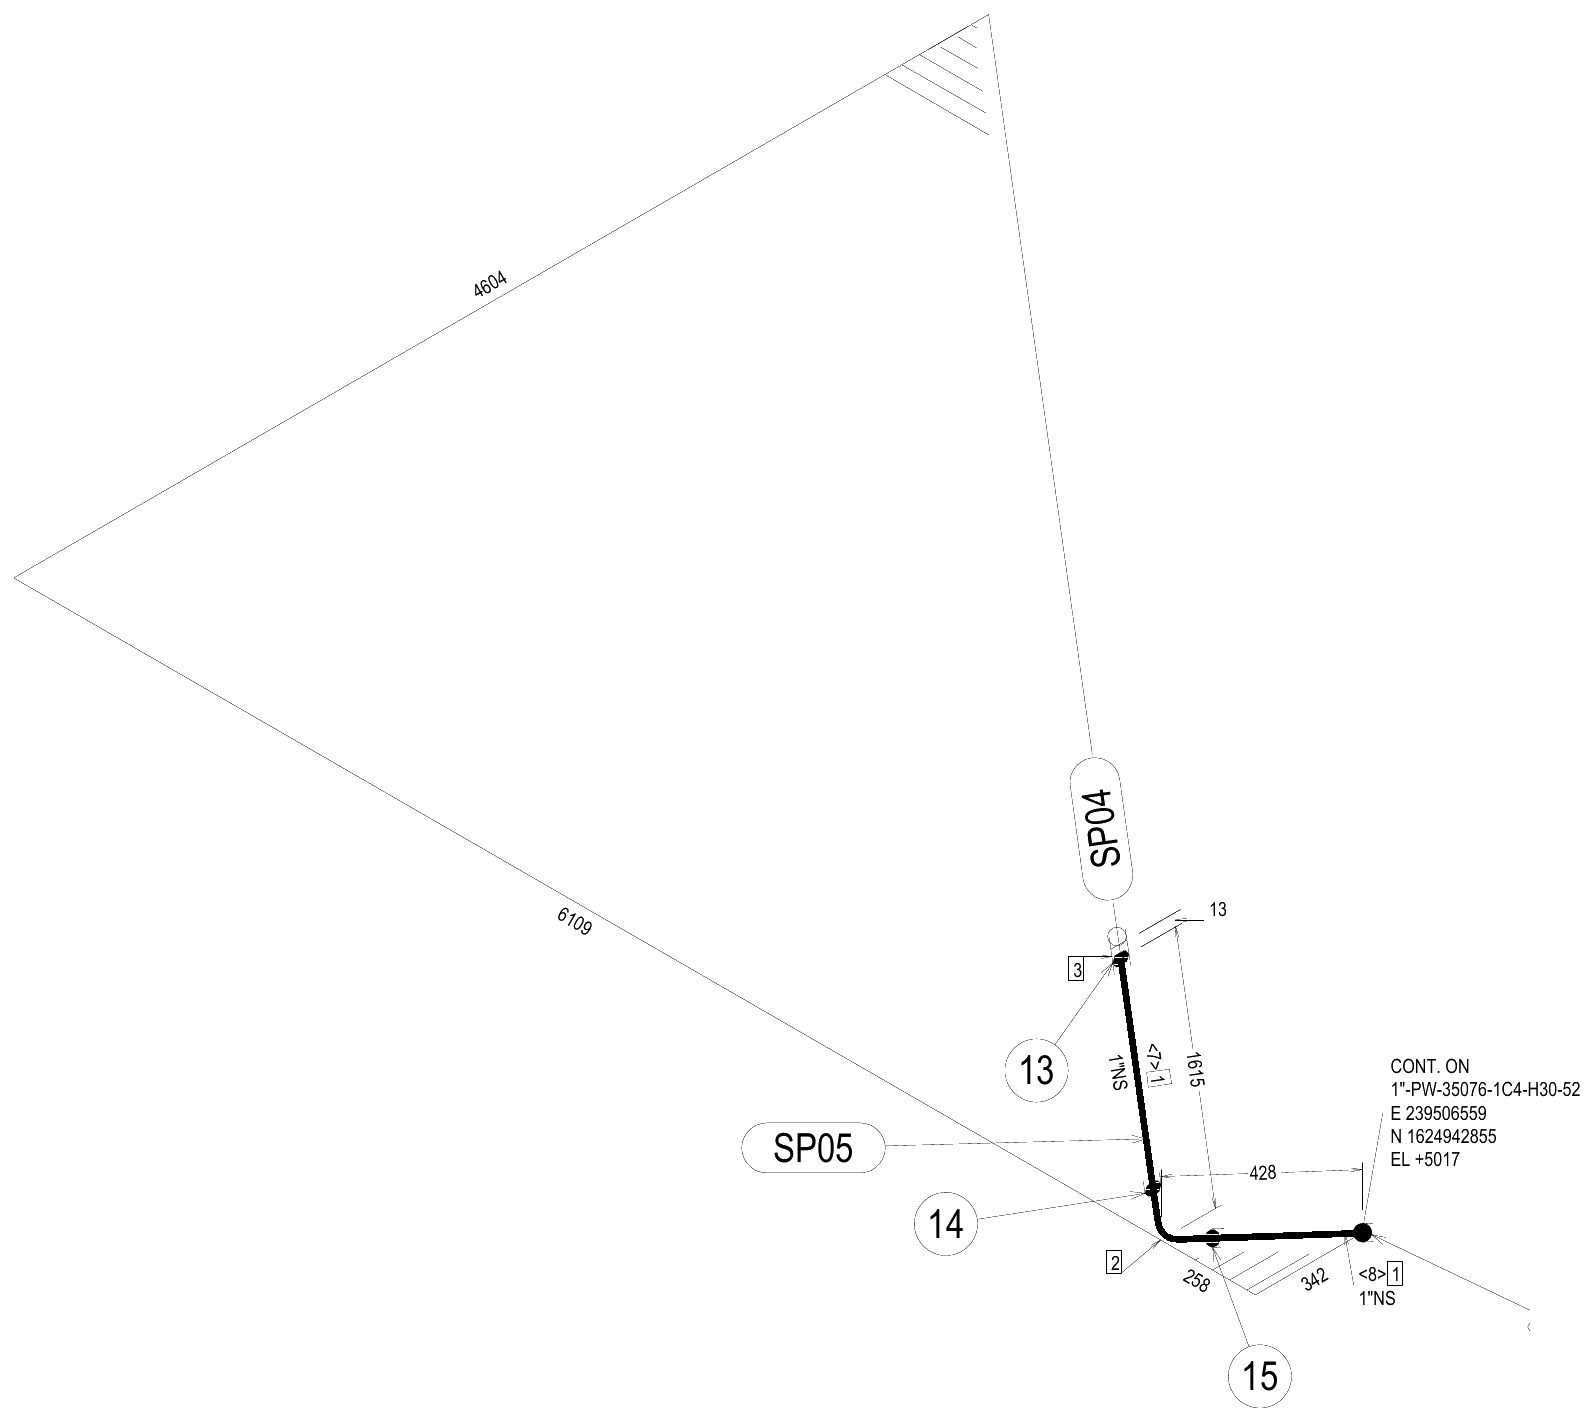 4604
6109
SP04
13
3
13
1"NS
<7> 1
1615
SP05
14
2
428
258
342
15
<8> 1
1"NS
CONT. ON
1"-PW-35076-1C4-H30-52
E 239506559
N 1624942855
EL +5017